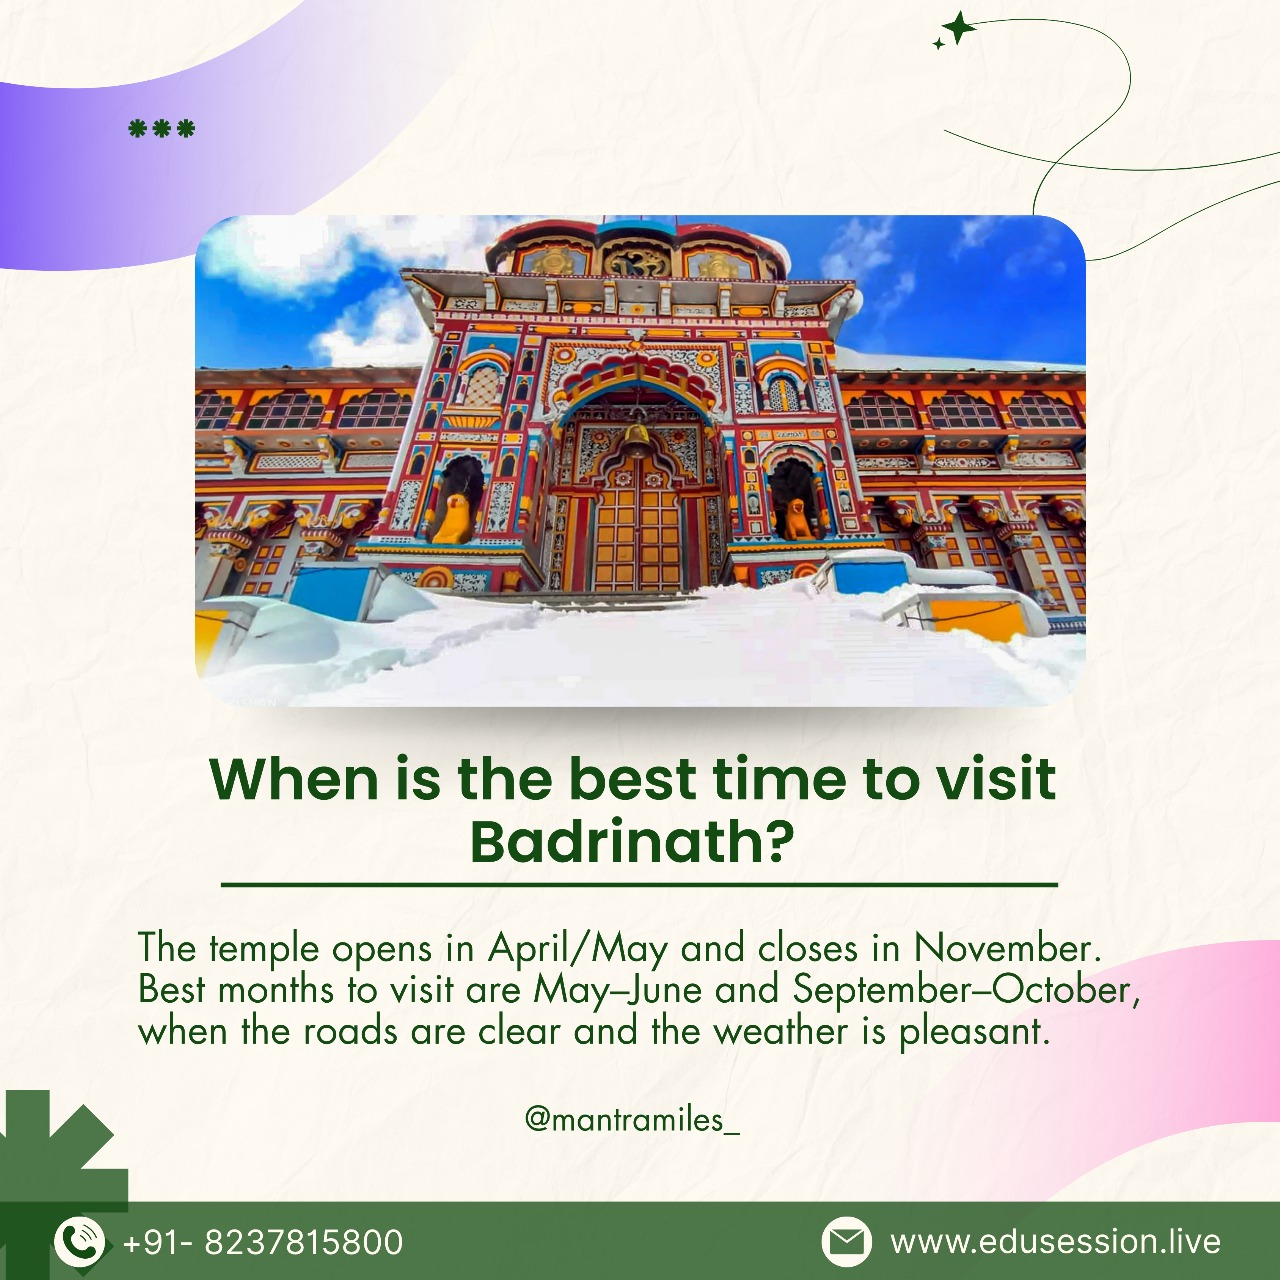 When is the best time to visit
Badrinath?
The temple opens in April/May and closes in November.
Best months to visit are May–June and September–October,
when the roads are clear and the weather is pleasant.
@mantramiles_
+91- 8237815800
www.edusession.live